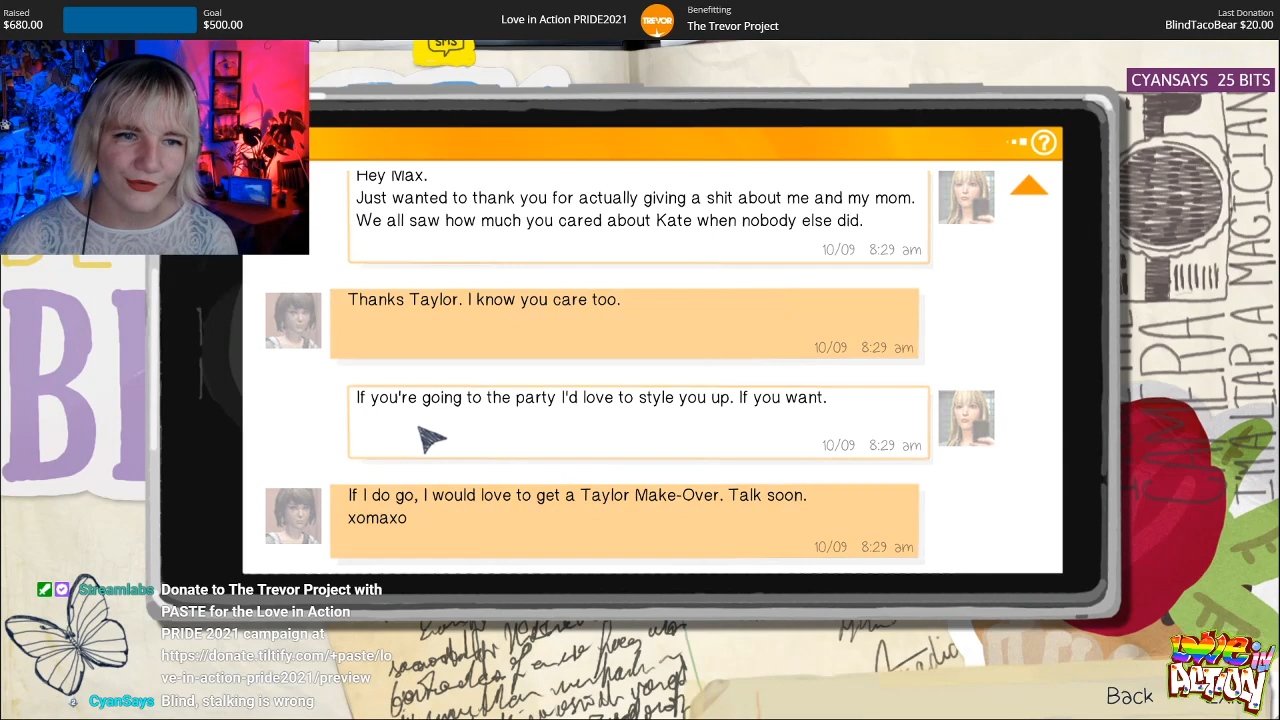 Raised
$680.00
Goal
$500.00
Love in Action PRIDE2021
TREVOR
Benefitting
The Trevor Project
Last Donation
BlindTacoBear $20.00
SMS
CYANSAYS 25 BITS
?
Hey Max.
Just wanted to thank you for actually giving a shit about me and my mom.
We all saw how much you cared about Kate when nobody else did.
10/09 8:29 am
Thanks Taylor. I know you care too.
10/09 8:29 am
If you're going to the party I'd love to style you up. If you want.
10/09 8:29 am
If I do go, I would love to get a Taylor Make-Over. Talk soon.
xomaxo
10/09 8:29 am
Streamlabs Donate to The Trevor Project with
PASTE for the Love in Action
PRIDE 2021 campaign at
https://donate.tiltify.com/+paste/lo
ve-in-action-pride2021/preview
CyanSays Blind, stalking is wrong
MAGICIAN
Back
LOVE in
ACTION